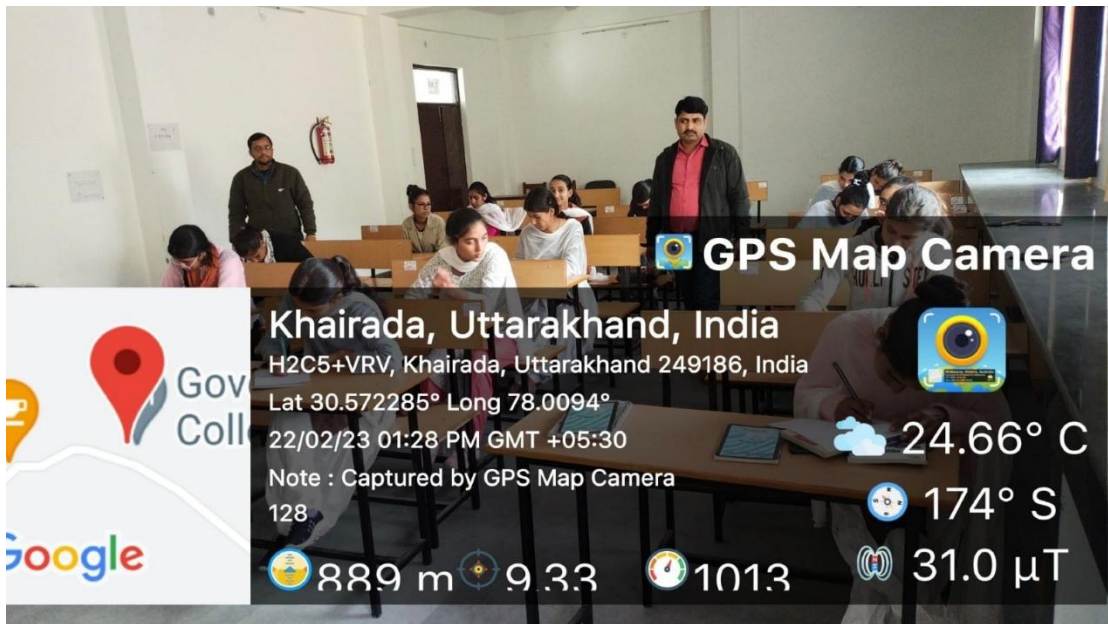 GPS Map Camera
Khairada, Uttarakhand, India
H2C5+VRV, Khairada, Uttarakhand 249186, India
Lat 30.572285° Long 78.0094°
22/02/23 01:28 PM GMT +05:30
Note : Captured by GPS Map Camera
128
Gov
Coll
Google
24.66° C
174° S
31.0 μT
889 m
9.33
1013